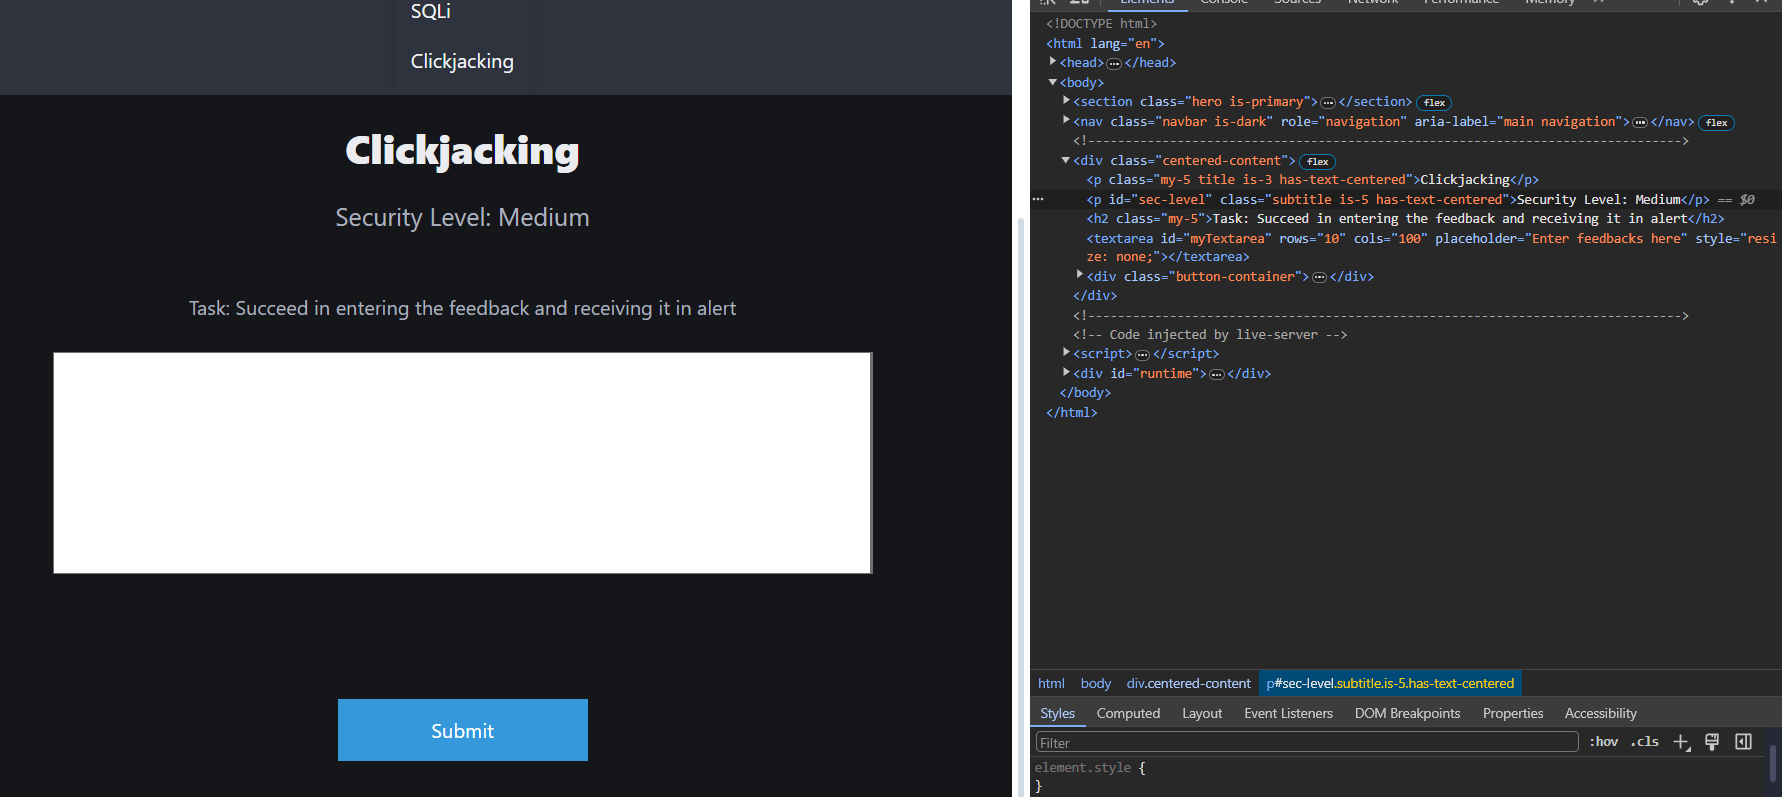 SQLi
Clickjacking
Clickjacking
Security Level: Medium
Task: Succeed in entering the feedback and receiving it in alert
Submit
Elements Console Sources Network Performance Memory
<!DOCTYPE html>
<html lang="en">
<head>…</head>
<body>
<section class="hero is-primary">…</section> flex
<nav class="navbar is-dark" role="navigation" aria-label="main navigation">…</nav> flex
<!------------------------------------------------------------------------------>
<div class="centered-content"> flex
<p class="my-5 title is-3 has-text-centered">Clickjacking</p>
<p id="sec-level" class="subtitle is-5 has-text-centered">Security Level: Medium</p> == $0
<h2 class="my-5">Task: Succeed in entering the feedback and receiving it in alert</h2>
<textarea id="myTextarea" rows="10" cols="100" placeholder="Enter feedbacks here" style="resi
ze: none;"></textarea>
<div class="button-container">…</div>
</div>
<!------------------------------------------------------------------------------>
<!-- Code injected by live-server -->
<script>…</script>
<div id="runtime">…</div>
</body>
</html>
html body div.centered-content p#sec-level.subtitle.is-5.has-text-centered
Styles Computed Layout Event Listeners DOM Breakpoints Properties Accessibility
Filter :hov .cls
element.style {
}